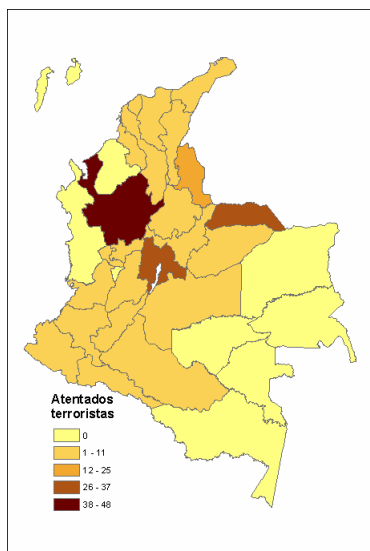 Atentados
terroristas
0
1 - 11
12 - 25
26 - 37
38 - 48